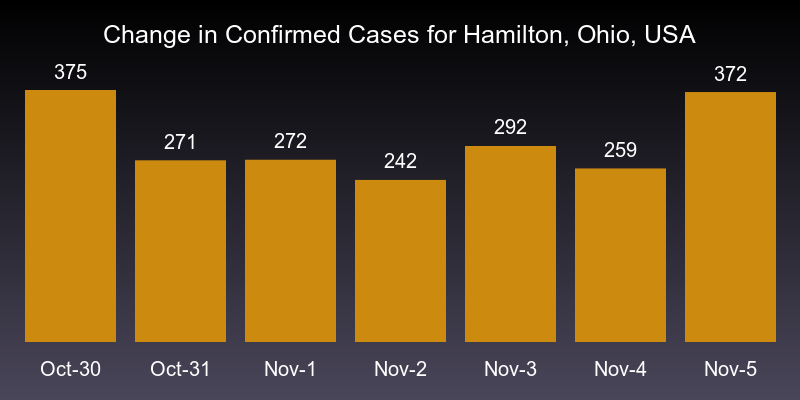 Change in Confirmed Cases for Hamilton, Ohio, USA
375
271
272
242
292
259
372
Oct-30
Oct-31
Nov-1
Nov-2
Nov-3
Nov-4
Nov-5